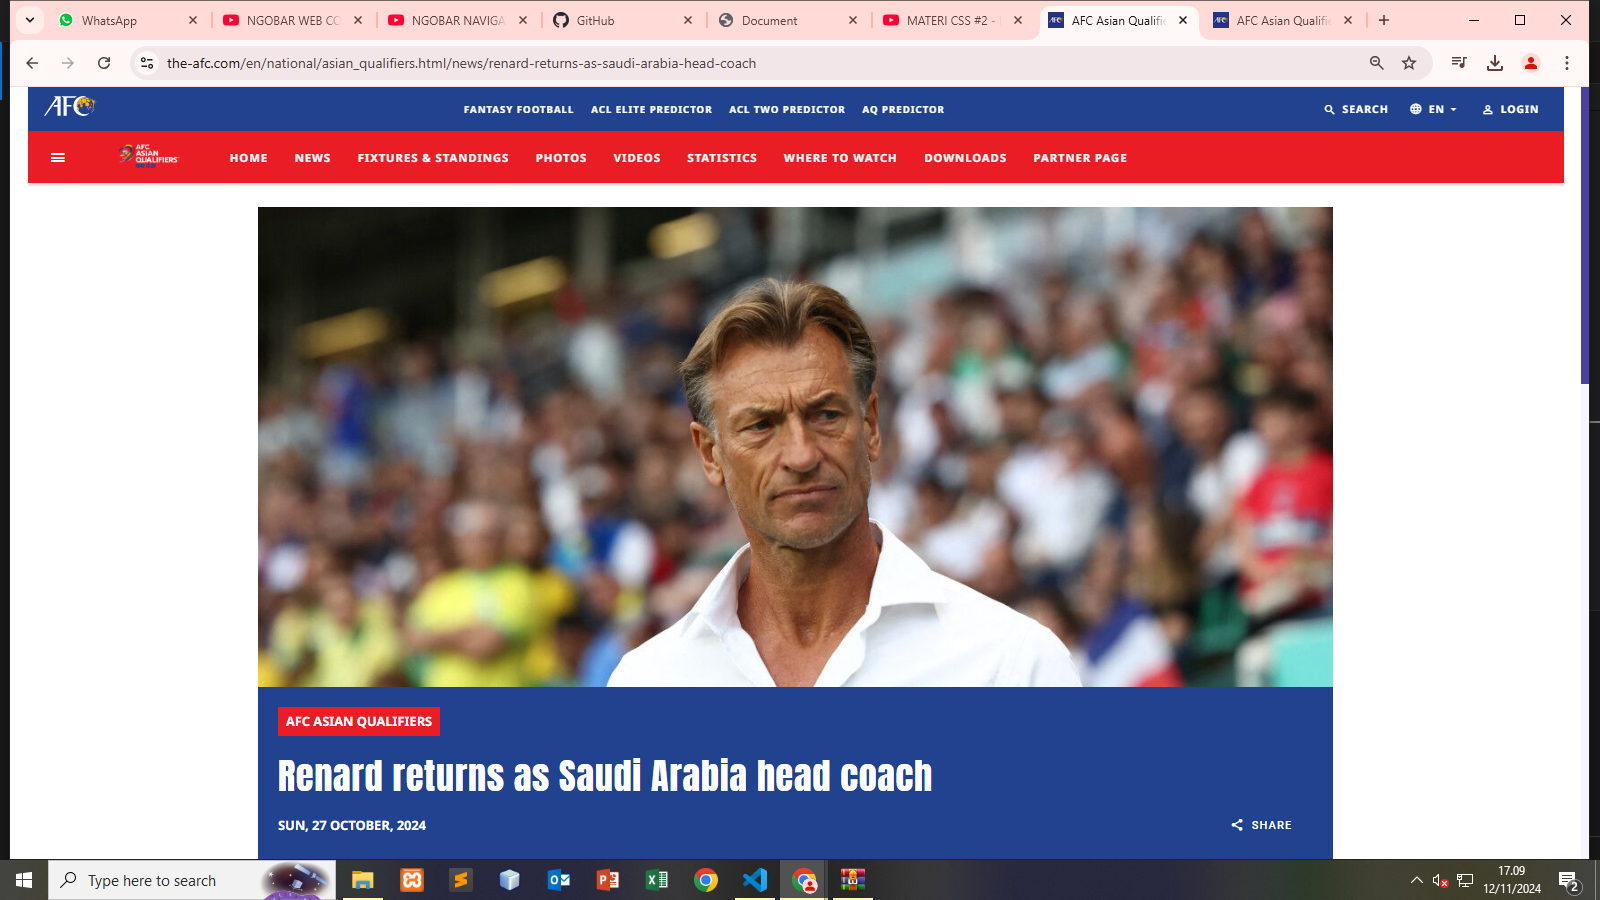 WhatsApp
NGOBAR WEB CO
NGOBAR NAVIGA
GitHub
Document
MATERI CSS #2 -
AFC Asian Qualifie
AFC Asian Qualifie
the-afc.com/en/national/asian_qualifiers.html/news/renard-returns-as-saudi-arabia-head-coach
AFC
FANTASY FOOTBALL
ACL ELITE PREDICTOR
ACL TWO PREDICTOR
AQ PREDICTOR
SEARCH
EN
LOGIN
AFC
ASIAN
QUALIFIERS
HOME
NEWS
FIXTURES & STANDINGS
PHOTOS
VIDEOS
STATISTICS
WHERE TO WATCH
DOWNLOADS
PARTNER PAGE
AFC ASIAN QUALIFIERS
Renard returns as Saudi Arabia head coach
SUN, 27 OCTOBER, 2024
SHARE
Type here to search
17.09
12/11/2024
2